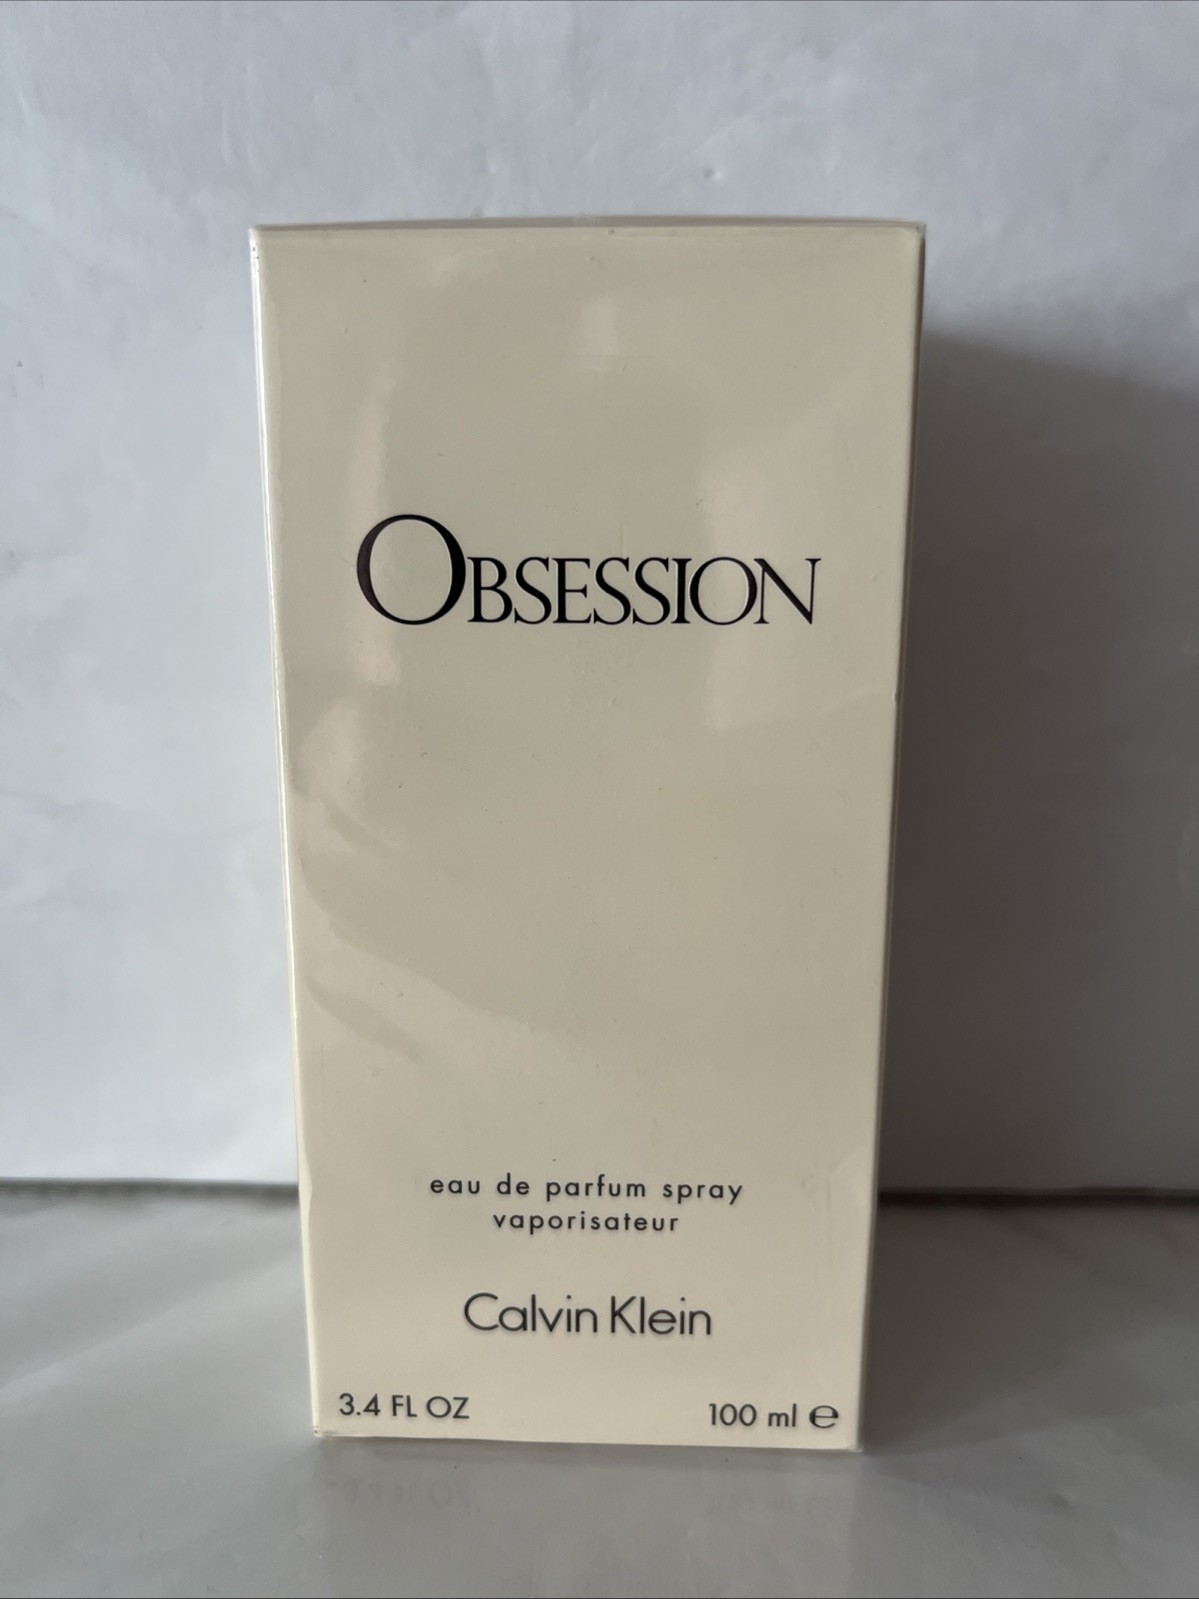 OBSESSION
eau de parfum spray
vaporisateur
Calvin Klein
3.4 FL OZ
100 ml ℮